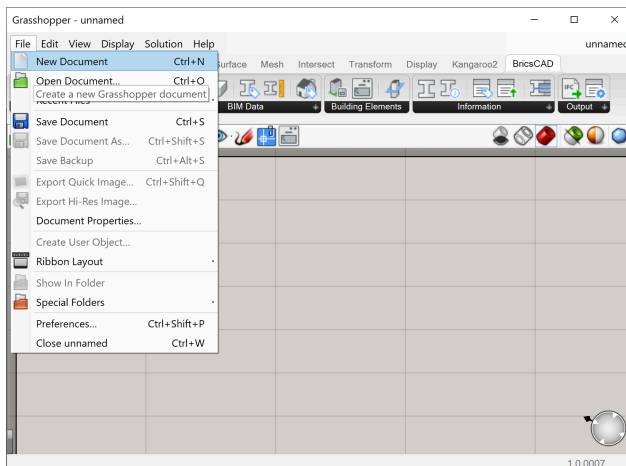 Grasshopper - unnamed
File Edit View Display Solution Help unnamed
Surface Mesh Intersect Transform Display Kangaroo2 BricsCAD
New Document Ctrl+N
Open Document... Ctrl+O
Create a new Grasshopper document
Recent Files
IPC
BIM Data Building Elements Information Output
Save Document Ctrl+S
Save Document As... Ctrl+Shift+S
Save Backup Ctrl+Alt+S
Export Quick Image... Ctrl+Shift+Q
Export Hi-Res Image...
Document Properties...
Create User Object...
Ribbon Layout
Show In Folder
Special Folders
Preferences... Ctrl+Shift+P
Close unnamed Ctrl+W
1.0.0007